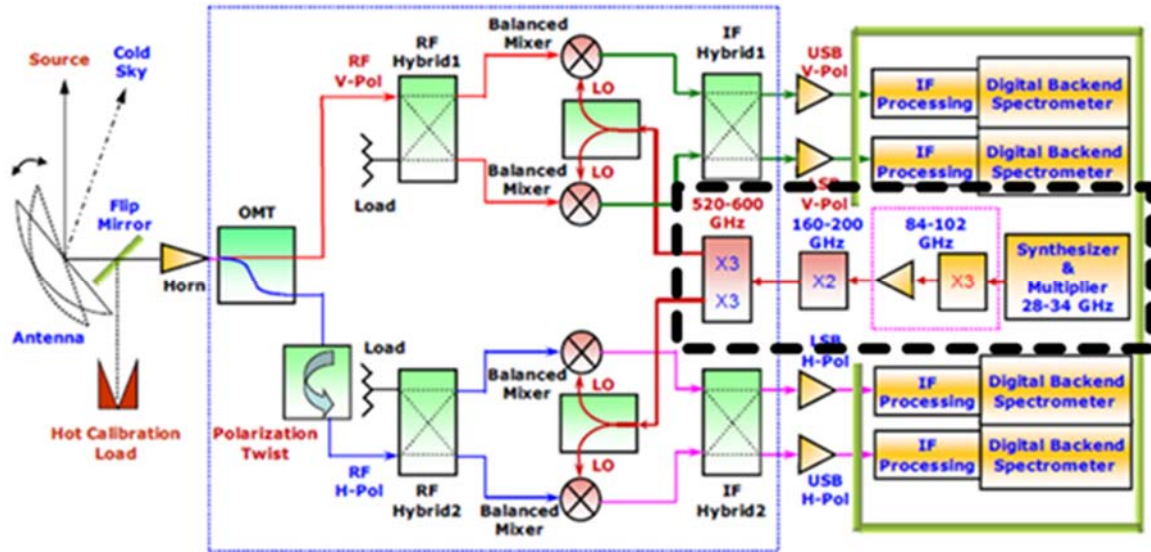 Source
Cold
Sky
Flip
Mirror
Antenna
Hot Calibration
Load
Horn
OMT
Polarization
Twist
RF
V-Pol
RF
Hybrid1
Load
Balanced
Mixer
LO
LO
Balanced
Mixer
IF
Hybrid1
USB
V-Pol
IF
Processing
Digital Backend
Spectrometer
V-Pol
IF
Processing
Digital Backend
Spectrometer
520-600
GHz
X3
X3
160-200
GHz
X2
84-102
GHz
X3
Synthesizer
&
Multiplier
28-34 GHz
Load
RF
H-Pol
RF
Hybrid2
Balanced
Mixer
LO
LO
Balanced
Mixer
IF
Hybrid2
LSB
H-Pol
IF
Processing
Digital Backend
Spectrometer
USB
H-Pol
IF
Processing
Digital Backend
Spectrometer